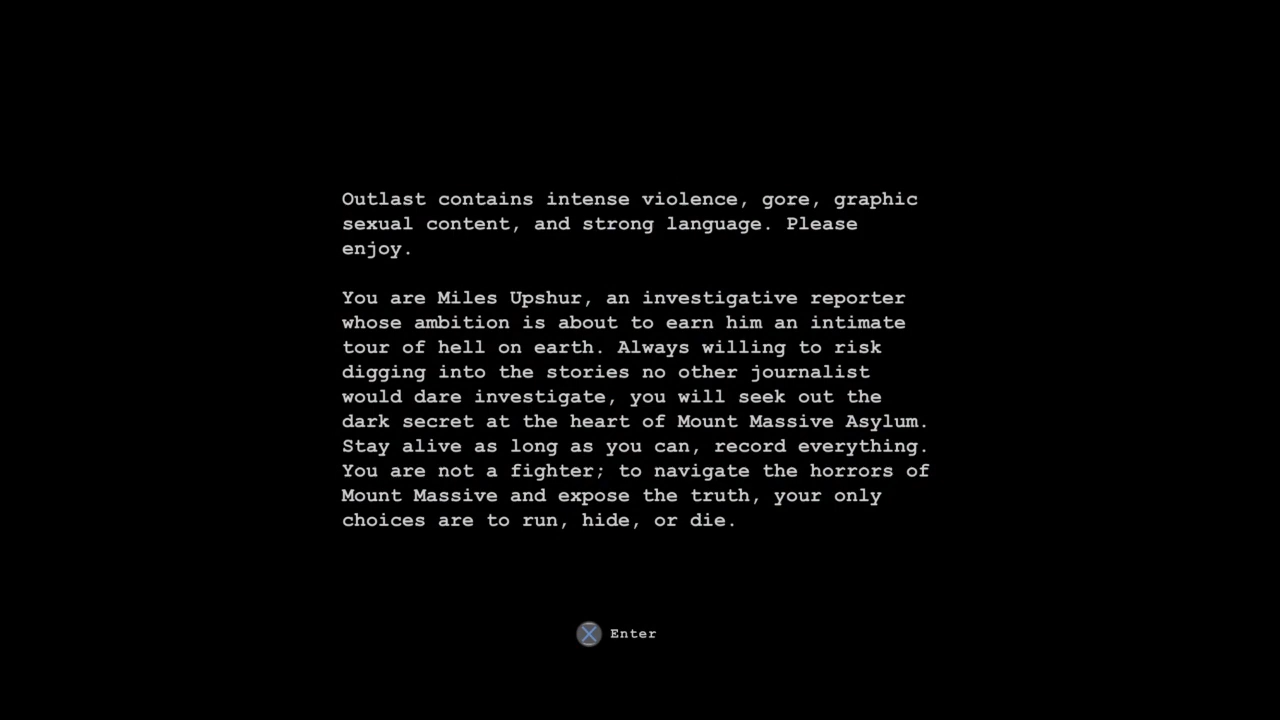 Outlast contains intense violence, gore, graphic
sexual content, and strong language. Please
enjoy.
You are Miles Upshur, an investigative reporter
whose ambition is about to earn him an intimate
tour of hell on earth. Always willing to risk
digging into the stories no other journalist
would dare investigate, you will seek out the
dark secret at the heart of Mount Massive Asylum.
Stay alive as long as you can, record everything.
You are not a fighter; to navigate the horrors of
Mount Massive and expose the truth, your only
choices are to run, hide, or die.
Enter